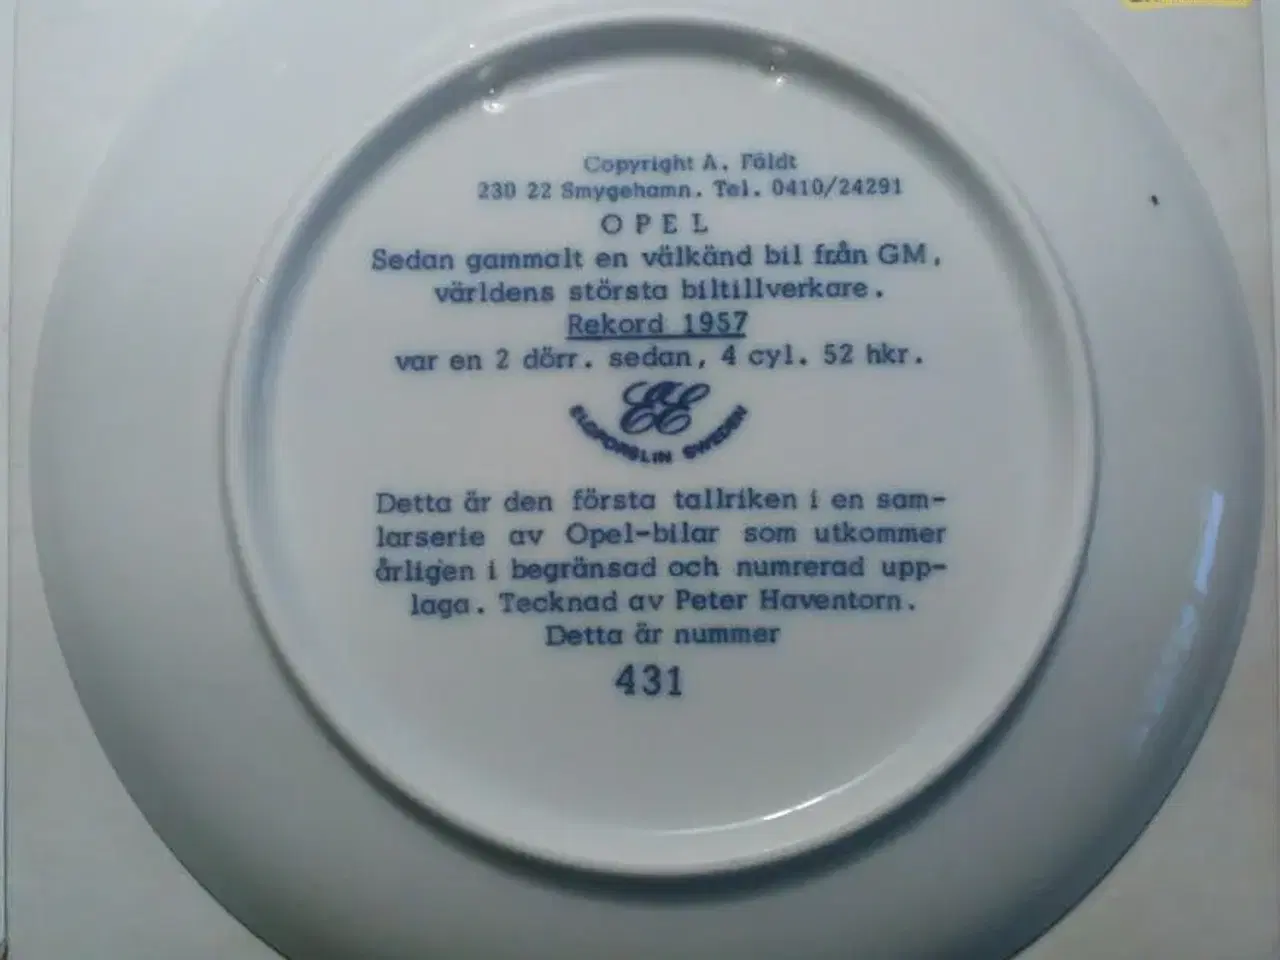 Copyright A. Fäldt
230 22 Smygehamn. Tel. 0410/24291
OPEL
Sedan gammalt en välkänd bil från GM,
världens största biltillverkare.
Rekord 1957
var en 2 dörr. sedan, 4 cyl. 52 hkr.
EE
ELGPORSLIN SWEDEN
Detta är den första tallriken i en sam-
larserie av Opel-bilar som utkommer
årligen i begränsad och numrerad upp-
laga. Tecknad av Peter Haventorn.
Detta är nummer
431